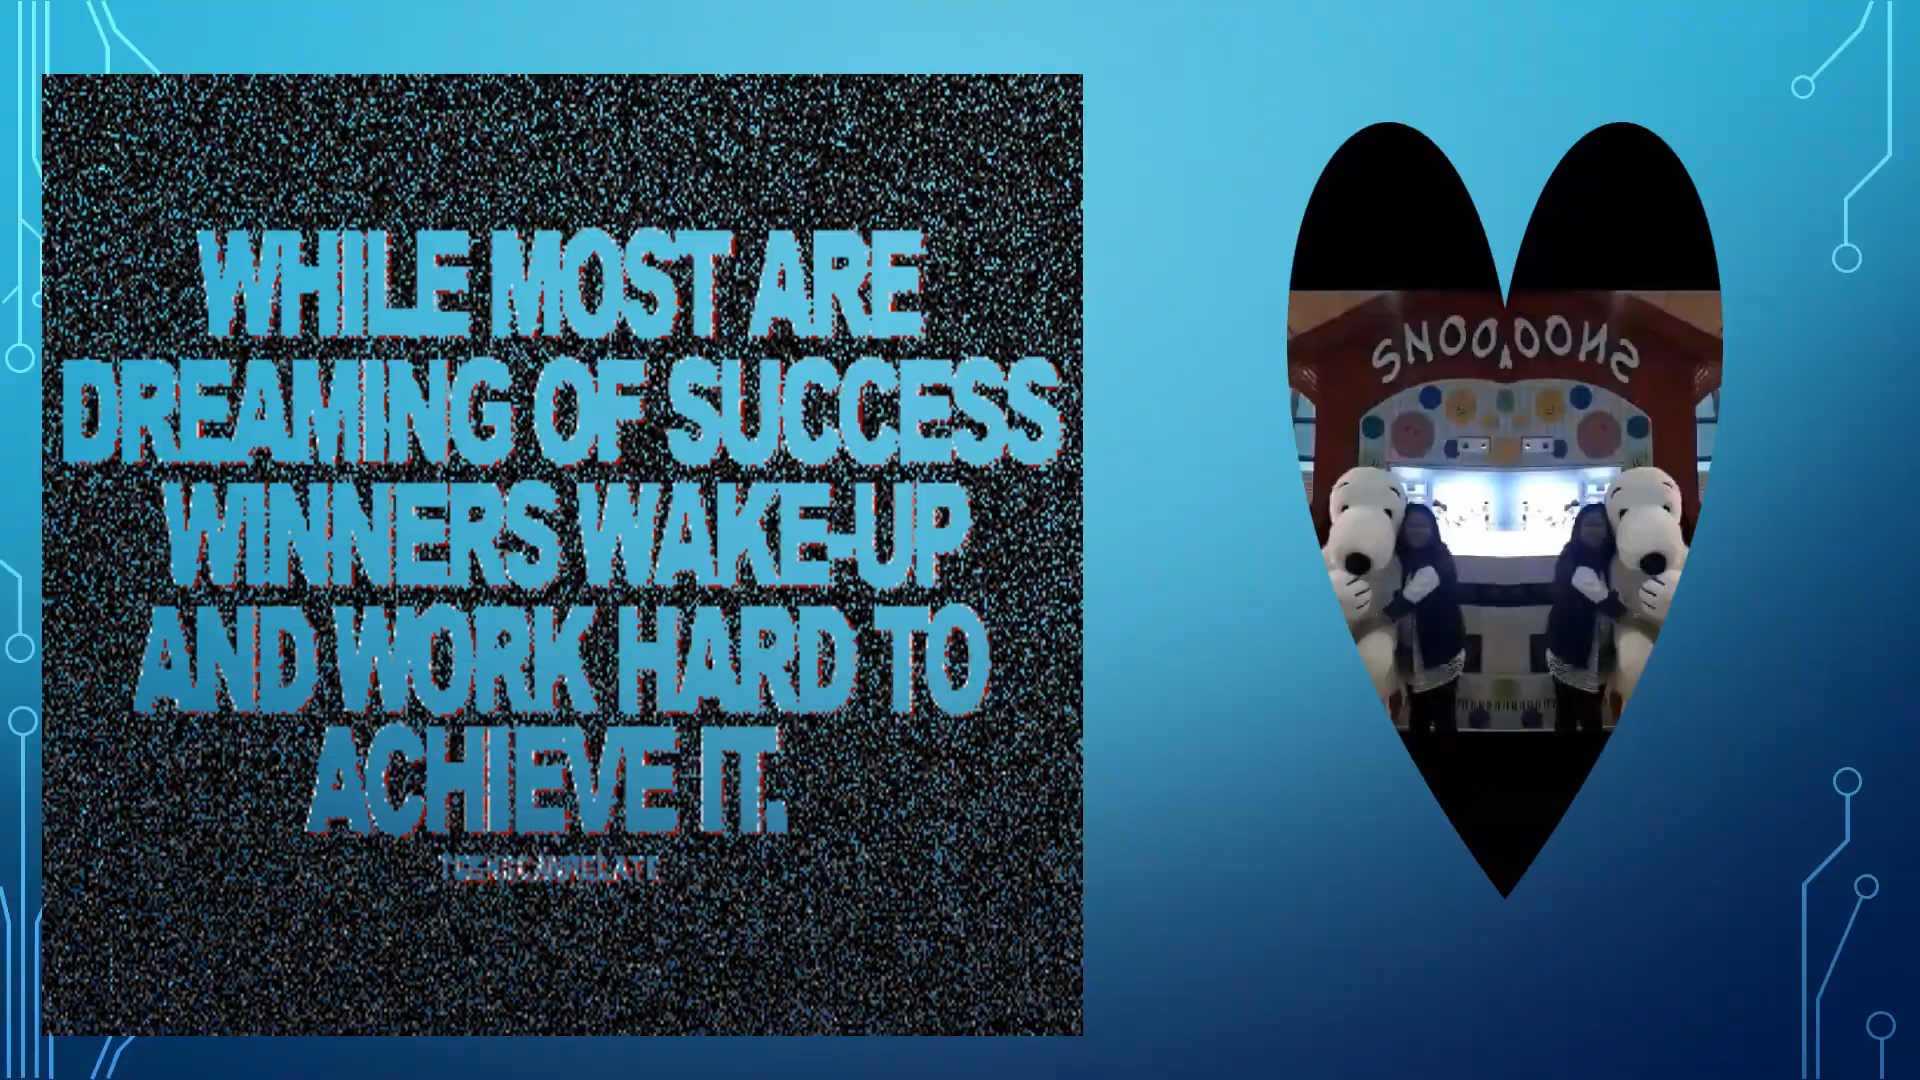 WHILE MOST ARE
DREAMING OF SUCCESS
WINNERS WAKE UP
AND WORK HARD TO
ACHIEVE IT.